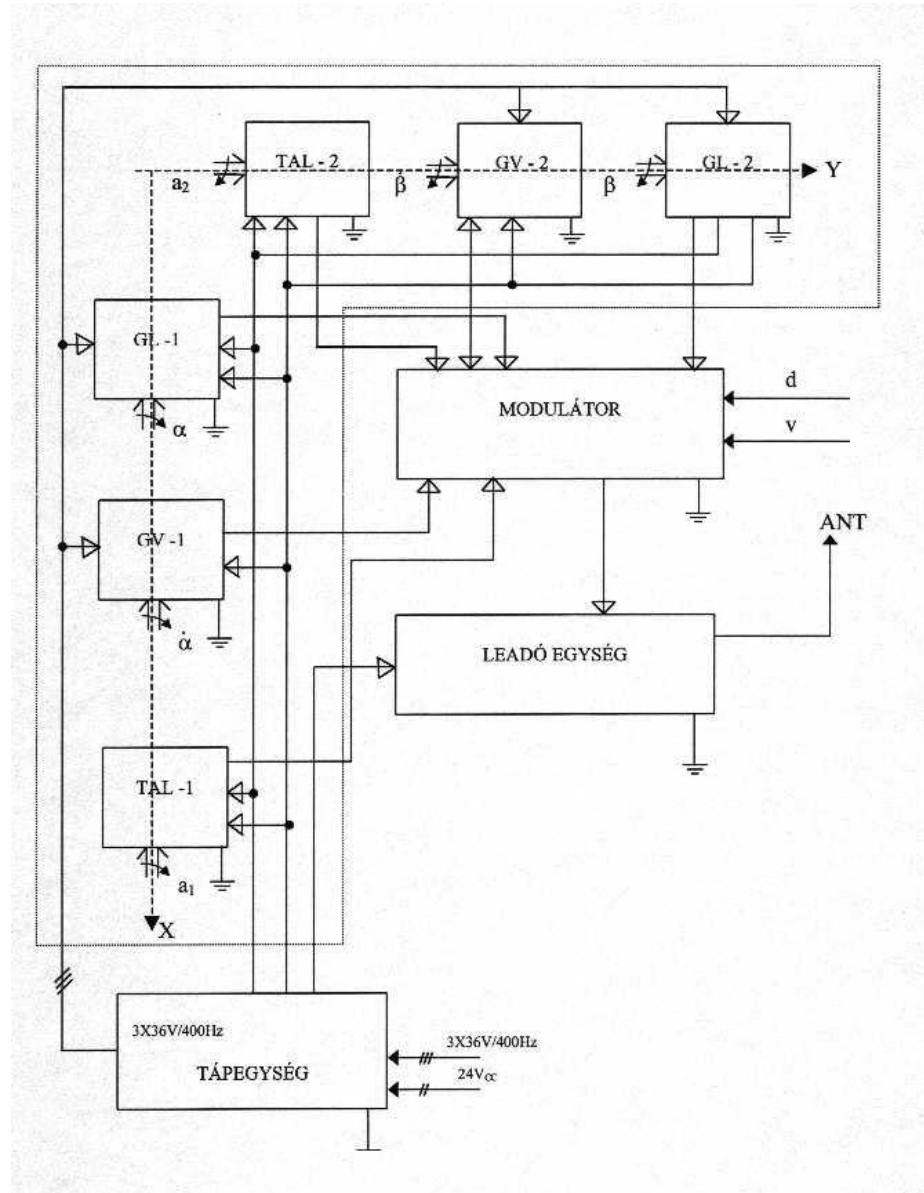 TAL - 2
GV - 2
GL - 2
Y
a₂
β̇
β
GL -1
α
MODULÁTOR
d
v
GV -1
α̇
ANT
LEADÓ EGYSÉG
TAL -1
a₁
X
3X36V/400Hz
3X36V/400Hz
TÁPEGYSÉG
24Vcc